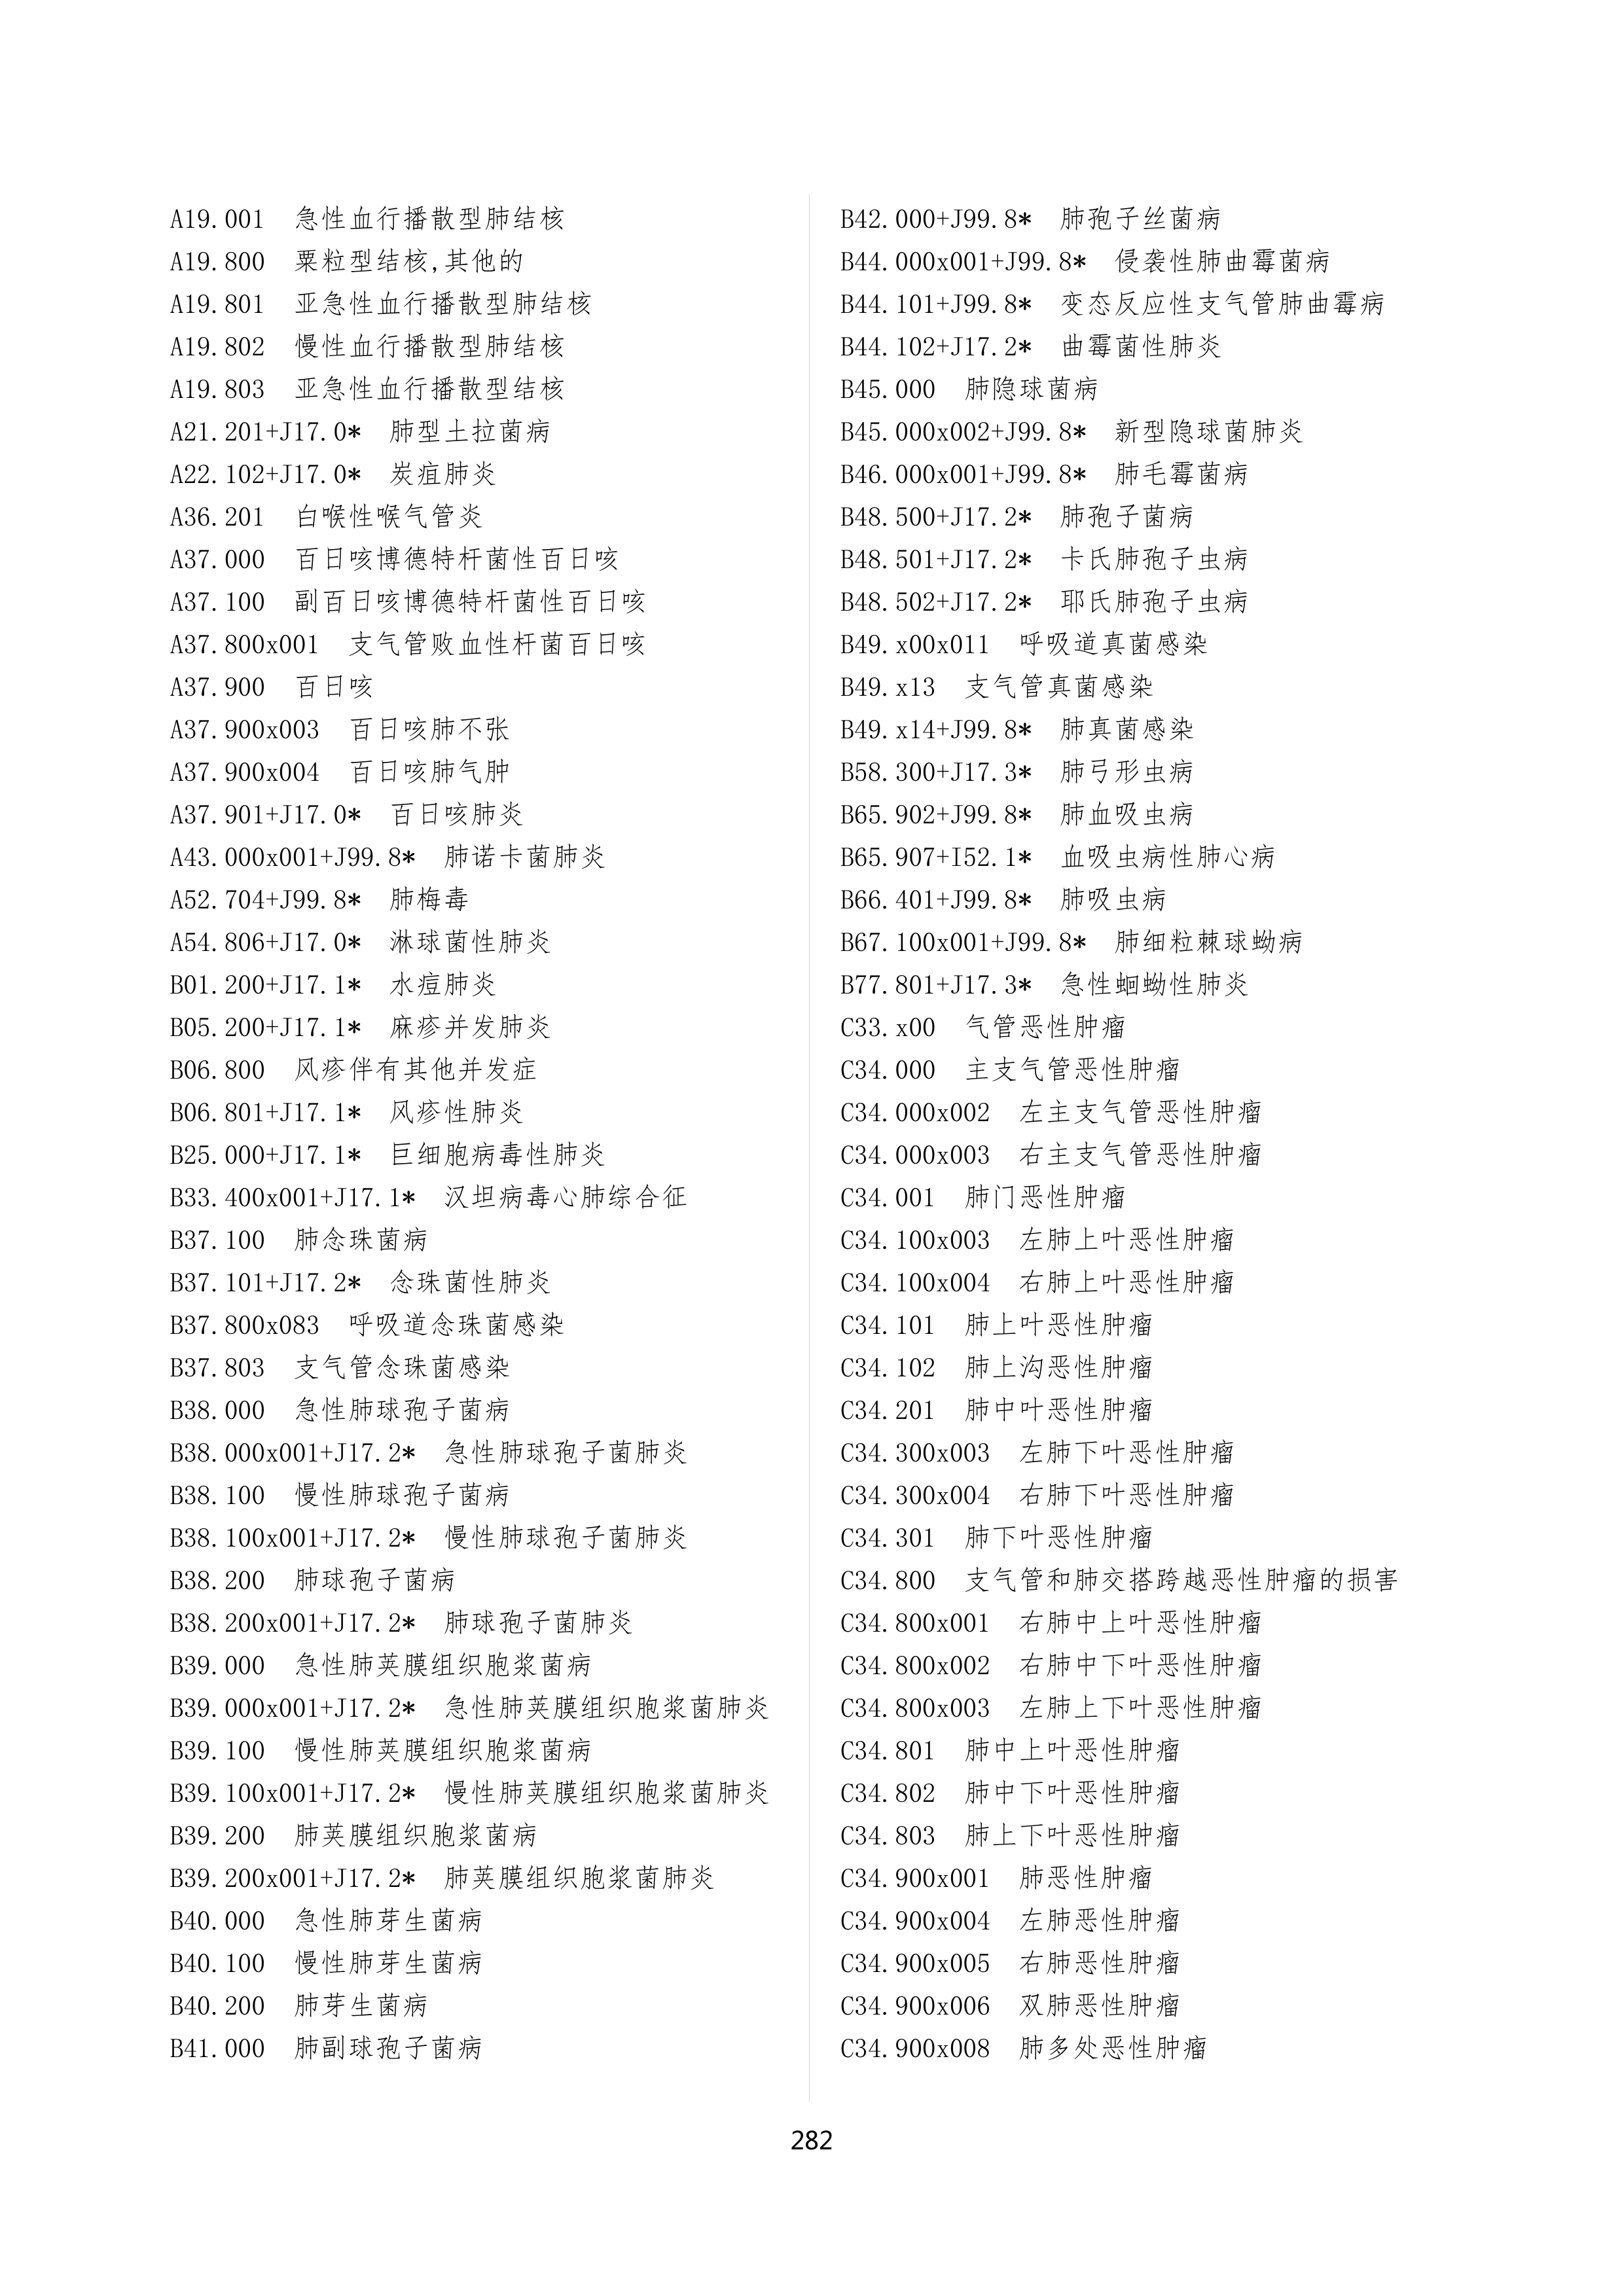 A19.001 急性血行播散型肺结核
A19.800 粟粒型结核,其他的
A19.801 亚急性血行播散型肺结核
A19.802 慢性血行播散型肺结核
A19.803 亚急性血行播散型结核
A21.201+J17.0* 肺型土拉菌病
A22.102+J17.0* 炭疽肺炎
A36.201 白喉性喉气管炎
A37.000 百日咳博德特杆菌性百日咳
A37.100 副百日咳博德特杆菌性百日咳
A37.800x001 支气管败血性杆菌百日咳
A37.900 百日咳
A37.900x003 百日咳肺不张
A37.900x004 百日咳肺气肿
A37.901+J17.0* 百日咳肺炎
A43.000x001+J99.8* 肺诺卡菌肺炎
A52.704+J99.8* 肺梅毒
A54.806+J17.0* 淋球菌性肺炎
B01.200+J17.1* 水痘肺炎
B05.200+J17.1* 麻疹并发肺炎
B06.800 风疹伴有其他并发症
B06.801+J17.1* 风疹性肺炎
B25.000+J17.1* 巨细胞病毒性肺炎
B33.400x001+J17.1* 汉坦病毒心肺综合征
B37.100 肺念珠菌病
B37.101+J17.2* 念珠菌性肺炎
B37.800x083 呼吸道念珠菌感染
B37.803 支气管念珠菌感染
B38.000 急性肺球孢子菌病
B38.000x001+J17.2* 急性肺球孢子菌肺炎
B38.100 慢性肺球孢子菌病
B38.100x001+J17.2* 慢性肺球孢子菌肺炎
B38.200 肺球孢子菌病
B38.200x001+J17.2* 肺球孢子菌肺炎
B39.000 急性肺荚膜组织胞浆菌病
B39.000x001+J17.2* 急性肺荚膜组织胞浆菌肺炎
B39.100 慢性肺荚膜组织胞浆菌病
B39.100x001+J17.2* 慢性肺荚膜组织胞浆菌肺炎
B39.200 肺荚膜组织胞浆菌病
B39.200x001+J17.2* 肺荚膜组织胞浆菌肺炎
B40.000 急性肺芽生菌病
B40.100 慢性肺芽生菌病
B40.200 肺芽生菌病
B41.000 肺副球孢子菌病
B42.000+J99.8* 肺孢子丝菌病
B44.000x001+J99.8* 侵袭性肺曲霉菌病
B44.101+J99.8* 变态反应性支气管肺曲霉病
B44.102+J17.2* 曲霉菌性肺炎
B45.000 肺隐球菌病
B45.000x002+J99.8* 新型隐球菌肺炎
B46.000x001+J99.8* 肺毛霉菌病
B48.500+J17.2* 肺孢子菌病
B48.501+J17.2* 卡氏肺孢子虫病
B48.502+J17.2* 耶氏肺孢子虫病
B49.x00x011 呼吸道真菌感染
B49.x13 支气管真菌感染
B49.x14+J99.8* 肺真菌感染
B58.300+J17.3* 肺弓形虫病
B65.902+J99.8* 肺血吸虫病
B65.907+I52.1* 血吸虫病性肺心病
B66.401+J99.8* 肺吸虫病
B67.100x001+J99.8* 肺细粒棘球蚴病
B77.801+J17.3* 急性蛔蚴性肺炎
C33.x00 气管恶性肿瘤
C34.000 主支气管恶性肿瘤
C34.000x002 左主支气管恶性肿瘤
C34.000x003 右主支气管恶性肿瘤
C34.001 肺门恶性肿瘤
C34.100x003 左肺上叶恶性肿瘤
C34.100x004 右肺上叶恶性肿瘤
C34.101 肺上叶恶性肿瘤
C34.102 肺上沟恶性肿瘤
C34.201 肺中叶恶性肿瘤
C34.300x003 左肺下叶恶性肿瘤
C34.300x004 右肺下叶恶性肿瘤
C34.301 肺下叶恶性肿瘤
C34.800 支气管和肺交搭跨越恶性肿瘤的损害
C34.800x001 右肺中上叶恶性肿瘤
C34.800x002 右肺中下叶恶性肿瘤
C34.800x003 左肺上下叶恶性肿瘤
C34.801 肺中上叶恶性肿瘤
C34.802 肺中下叶恶性肿瘤
C34.803 肺上下叶恶性肿瘤
C34.900x001 肺恶性肿瘤
C34.900x004 左肺恶性肿瘤
C34.900x005 右肺恶性肿瘤
C34.900x006 双肺恶性肿瘤
C34.900x008 肺多处恶性肿瘤
282